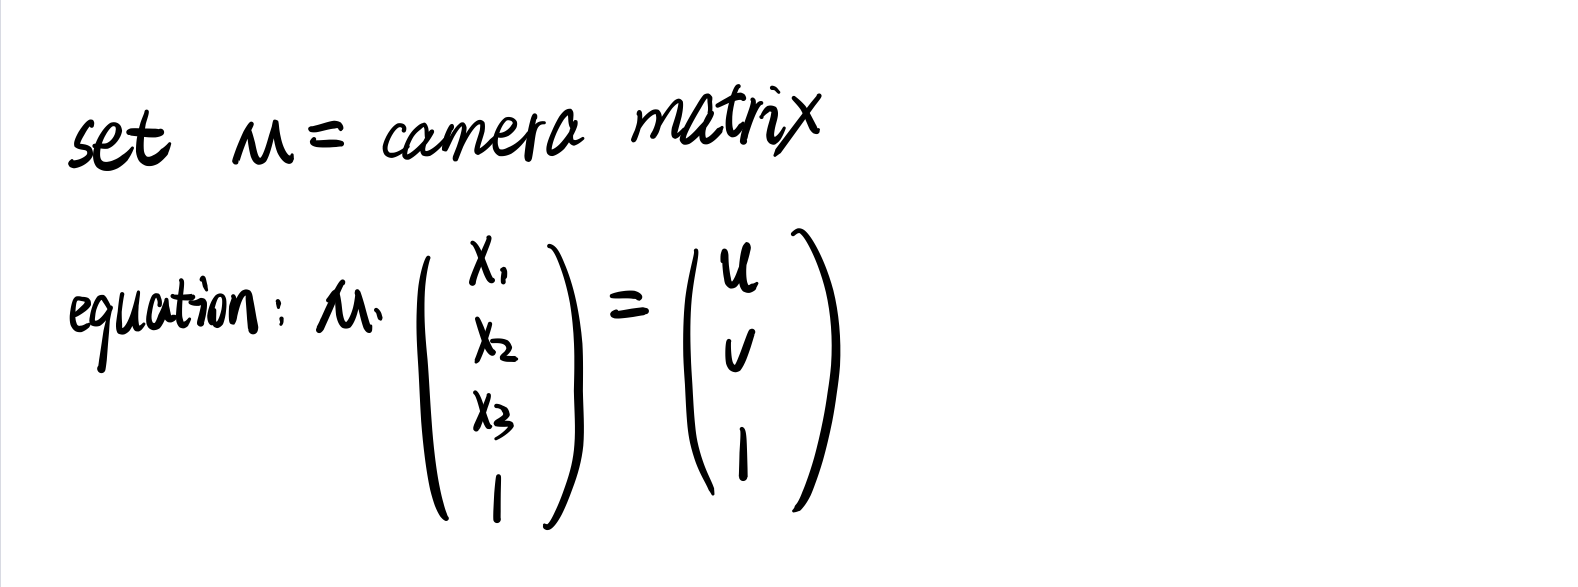 set M = camera matrix
equation: M. (x₁ x₂ x₃ 1) = (u v 1)